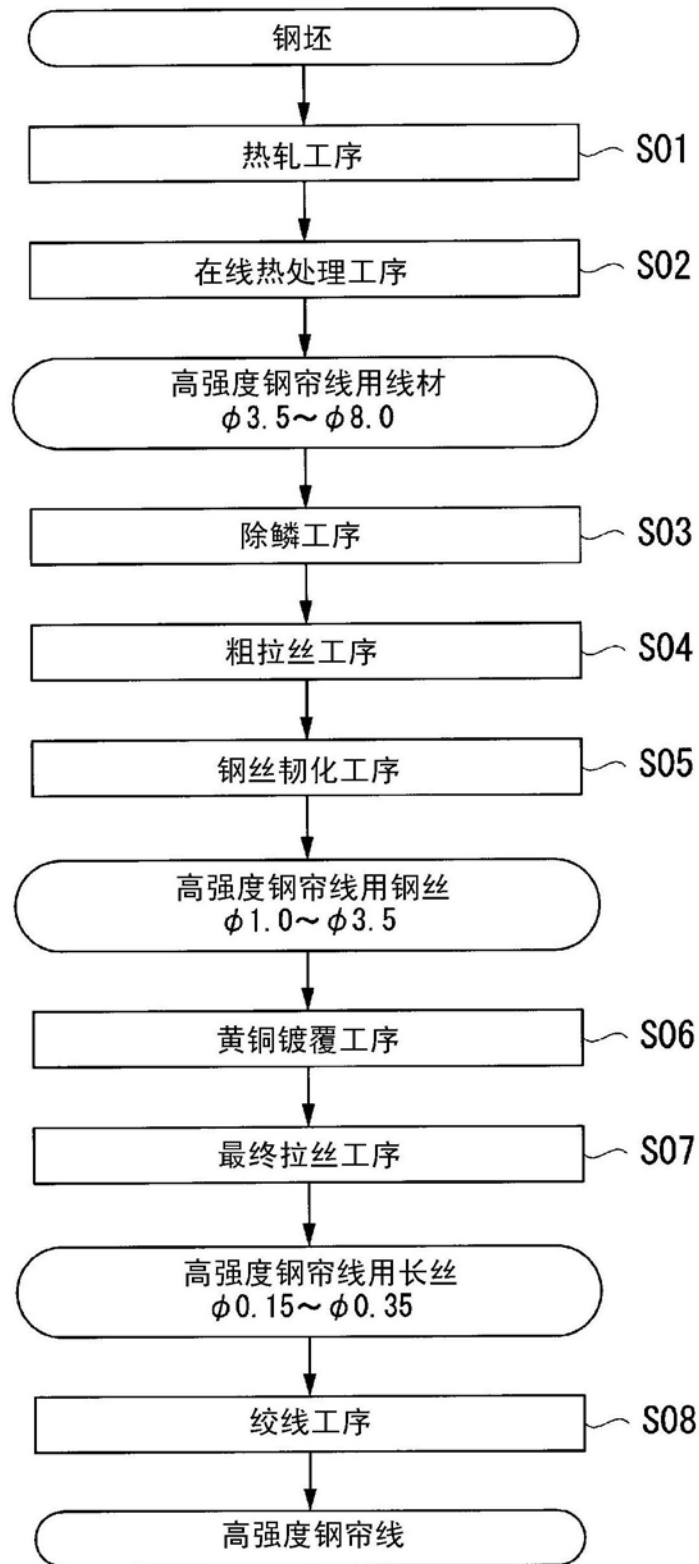 钢坯
热轧工序
S01
在线热处理工序
S02
高强度钢帘线用线材
φ3.5～φ8.0
除鳞工序
S03
粗拉丝工序
S04
钢丝韧化工序
S05
高强度钢帘线用钢丝
φ1.0～φ3.5
黄铜镀覆工序
S06
最终拉丝工序
S07
高强度钢帘线用长丝
φ0.15～φ0.35
绞线工序
S08
高强度钢帘线